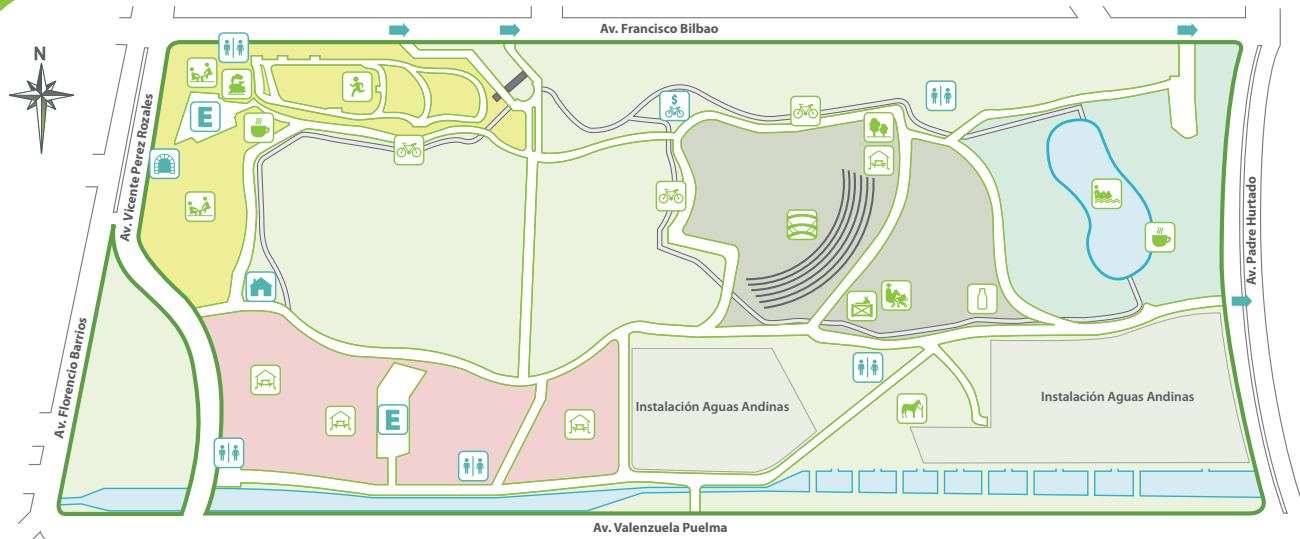 Av. Francisco Bilbao
N
Av. Vicente Perez Rozales
E
$
Av. Padre Hurtado
Av. Florencio Barrios
E
Instalación Aguas Andinas
Instalación Aguas Andinas
Av. Valenzuela Puelma